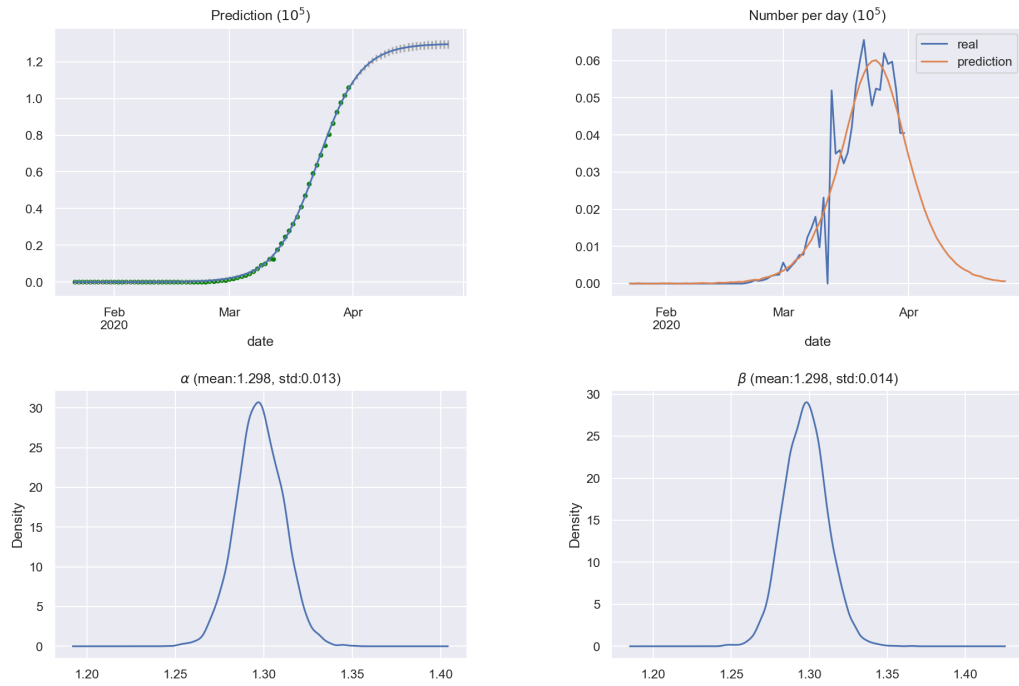 Prediction (10⁵)
1.2
1.0
0.8
0.6
0.4
0.2
0.0
Feb
2020
Mar
Apr
date
Number per day (10⁵)
real
prediction
0.06
0.05
0.04
0.03
0.02
0.01
0.00
Feb
2020
Mar
Apr
date
α (mean:1.298, std:0.013)
Density
30
25
20
15
10
5
0
1.20
1.25
1.30
1.35
1.40
β (mean:1.298, std:0.014)
Density
30
25
20
15
10
5
0
1.20
1.25
1.30
1.35
1.40